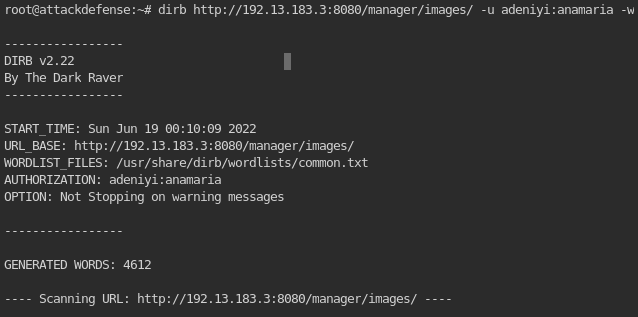 root@attackdefense:~# dirb http://192.13.183.3:8080/manager/images/ -u adeniyi:anamaria -w
-----------------
DIRB v2.22
By The Dark Raver
-----------------
START_TIME: Sun Jun 19 00:10:09 2022
URL_BASE: http://192.13.183.3:8080/manager/images/
WORDLIST_FILES: /usr/share/dirb/wordlists/common.txt
AUTHORIZATION: adeniyi:anamaria
OPTION: Not Stopping on warning messages
-----------------
GENERATED WORDS: 4612
---- Scanning URL: http://192.13.183.3:8080/manager/images/ ----